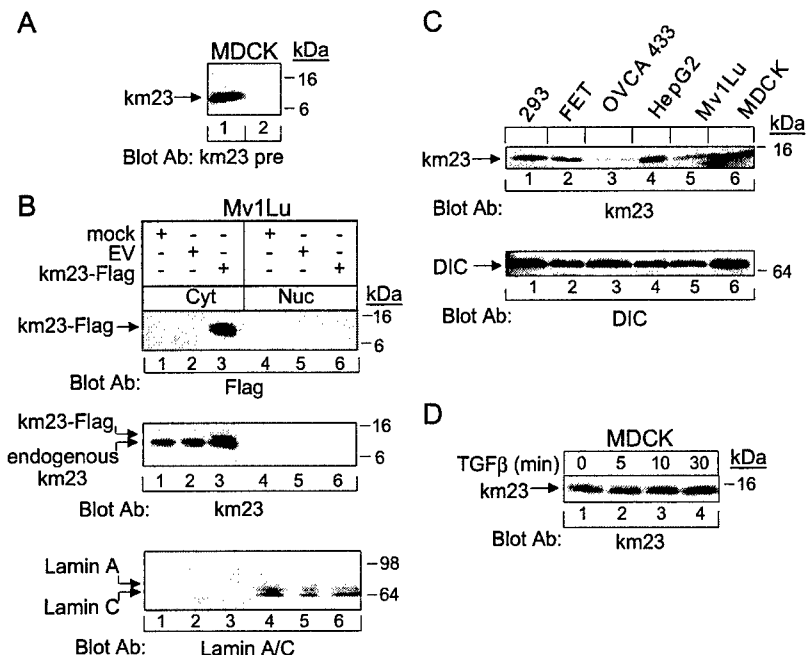 A
MDCK
kDa
km23
-16
-6
1 2
Blot Ab: km23 pre
B
Mv1Lu
mock + - - + - -
EV - + - - + -
km23-Flag - - + - - +
Cyt Nuc
kDa
km23-Flag
-16
-6
1 2 3 4 5 6
Blot Ab: Flag
km23-Flag
-16
endogenous
km23
-6
1 2 3 4 5 6
Blot Ab: km23
Lamin A
-98
Lamin C
-64
1 2 3 4 5 6
Blot Ab: Lamin A/C
C
293 FET OVCA 433 HepG2 Mv1Lu MDCK
kDa
16
km23
1 2 3 4 5 6
Blot Ab: km23
DIC
-64
1 2 3 4 5 6
Blot Ab: DIC
D
MDCK
TGFβ (min) 0 5 10 30 kDa
km23
-16
1 2 3 4
Blot Ab: km23